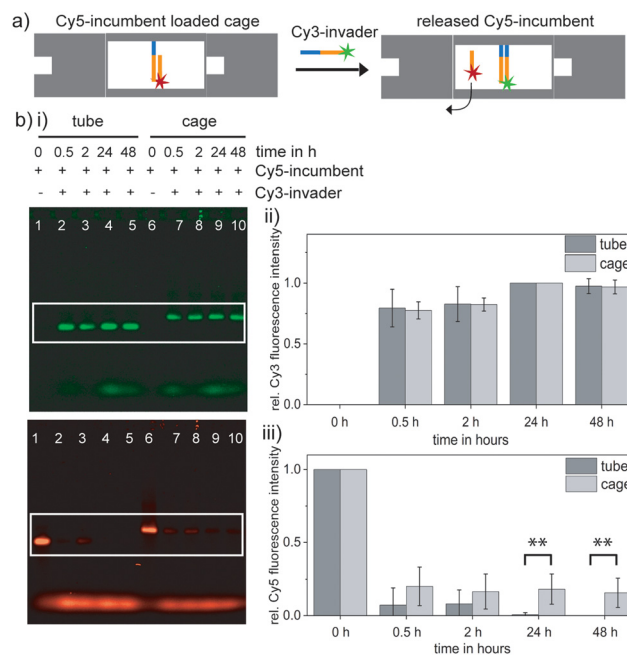 a) Cy5-incumbent loaded cage
Cy3-invader
released Cy5-incumbent
b) i) tube cage
0 0.5 2 24 48 0 0.5 2 24 48 time in h
+ + + + + + + + + + Cy5-incumbent
- + + + + - + + + + Cy3-invader
1 2 3 4 5 6 7 8 9 10
1 2 3 4 5 6 7 8 9 10
ii)
tube
cage
rel. Cy3 fluorescence intensity
1.0
0.5
0.0
0 h 0.5 h 2 h 24 h 48 h
time in hours
iii)
tube
cage
rel. Cy5 fluorescence intensity
1.0
0.5
0.0
** **
0 h 0.5 h 2 h 24 h 48 h
time in hours